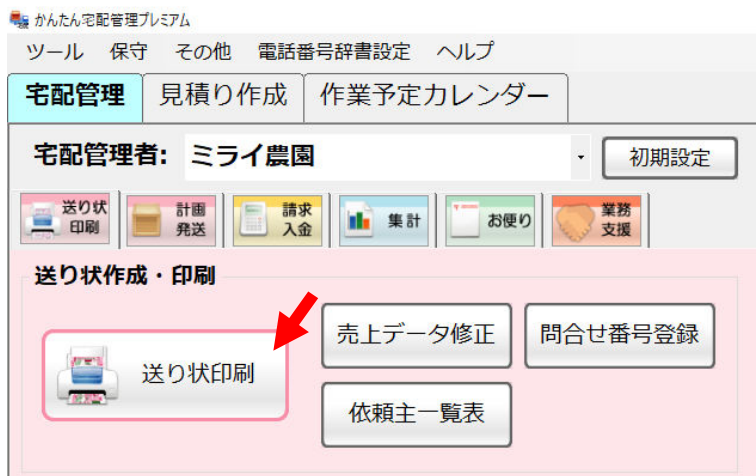 かんたん宅配管理プレミアム
ツール 保守 その他 電話番号辞書設定 ヘルプ
宅配管理 見積り作成 作業予定カレンダー
宅配管理者: ミライ農園 初期設定
送り状印刷 計画発送 請求入金 集計 お便り 業務支援
送り状作成・印刷
売上データ修正 問合せ番号登録
送り状印刷
依頼主一覧表